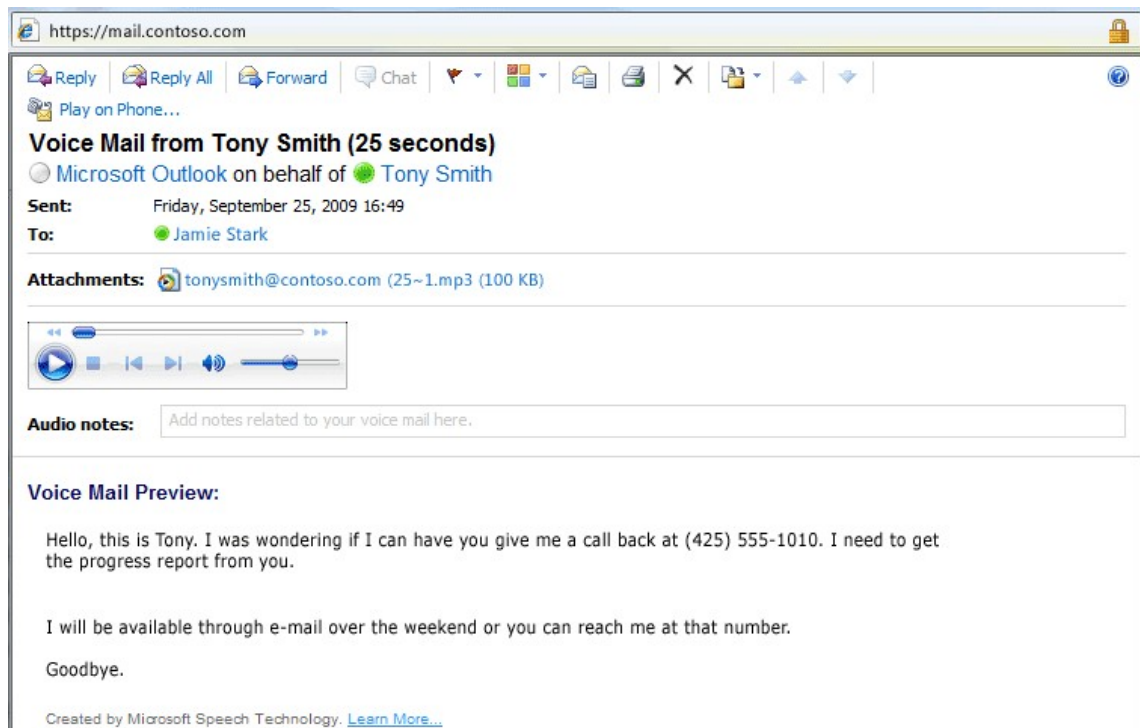 https://mail.contoso.com
Reply Reply All Forward Chat
Play on Phone...
Voice Mail from Tony Smith (25 seconds)
Microsoft Outlook on behalf of Tony Smith
Sent: Friday, September 25, 2009 16:49
To: Jamie Stark
Attachments: tonysmith@contoso.com (25~1.mp3 (100 KB)
Audio notes: Add notes related to your voice mail here.
Voice Mail Preview:
Hello, this is Tony. I was wondering if I can have you give me a call back at (425) 555-1010. I need to get
the progress report from you.
I will be available through e-mail over the weekend or you can reach me at that number.
Goodbye.
Created by Microsoft Speech Technology. Learn More...